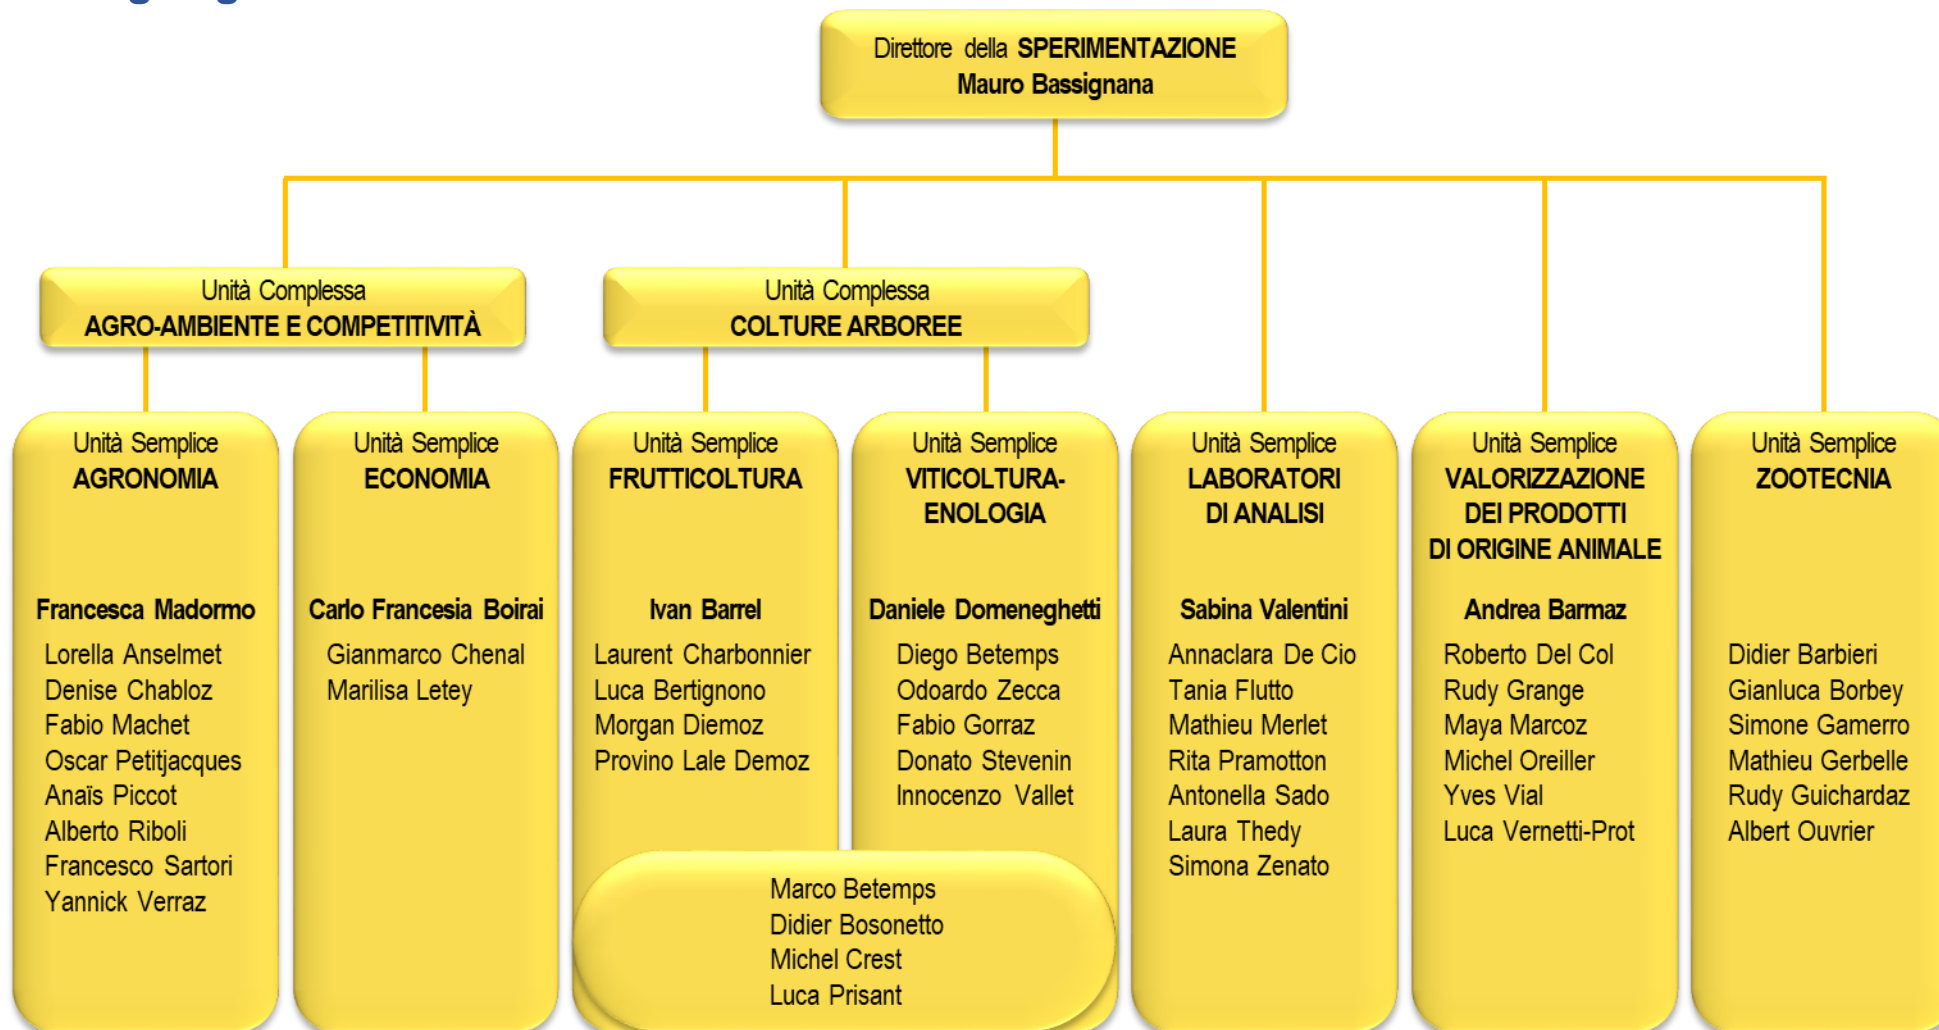 Direttore della SPERIMENTAZIONE
Mauro Bassignana
Unità Complessa
AGRO-AMBIENTE E COMPETITIVITÀ
Unità Complessa
COLTURE ARBOREE
Unità Semplice
AGRONOMIA
Francesca Madormo
Lorella Anselmet
Denise Chabloz
Fabio Machet
Oscar Petitjacques
Anaïs Piccot
Alberto Riboli
Francesco Sartori
Yannick Verraz
Unità Semplice
ECONOMIA
Carlo Francesia Boirai
Gianmarco Chenal
Marilisa Letey
Unità Semplice
FRUTTICOLTURA
Ivan Barrel
Laurent Charbonnier
Luca Bertignono
Morgan Diemoz
Provino Lale Demoz
Unità Semplice
VITICOLTURA-
ENOLOGIA
Daniele Domeneghetti
Diego Betemps
Odoardo Zecca
Fabio Gorraz
Donato Stevenin
Innocenzo Vallet
Marco Betemps
Didier Bosonetto
Michel Crest
Luca Prisant
Unità Semplice
LABORATORI
DI ANALISI
Sabina Valentini
Annaclara De Cio
Tania Flutto
Mathieu Merlet
Rita Pramotton
Antonella Sado
Laura Thedy
Simona Zenato
Unità Semplice
VALORIZZAZIONE
DEI PRODOTTI
DI ORIGINE ANIMALE
Andrea Barmaz
Roberto Del Col
Rudy Grange
Maya Marcoz
Michel Oreiller
Yves Vial
Luca Vernetti-Prot
Unità Semplice
ZOOTECNIA
Didier Barbieri
Gianluca Borbey
Simone Gamerro
Mathieu Gerbelle
Rudy Guichardaz
Albert Ouvrier